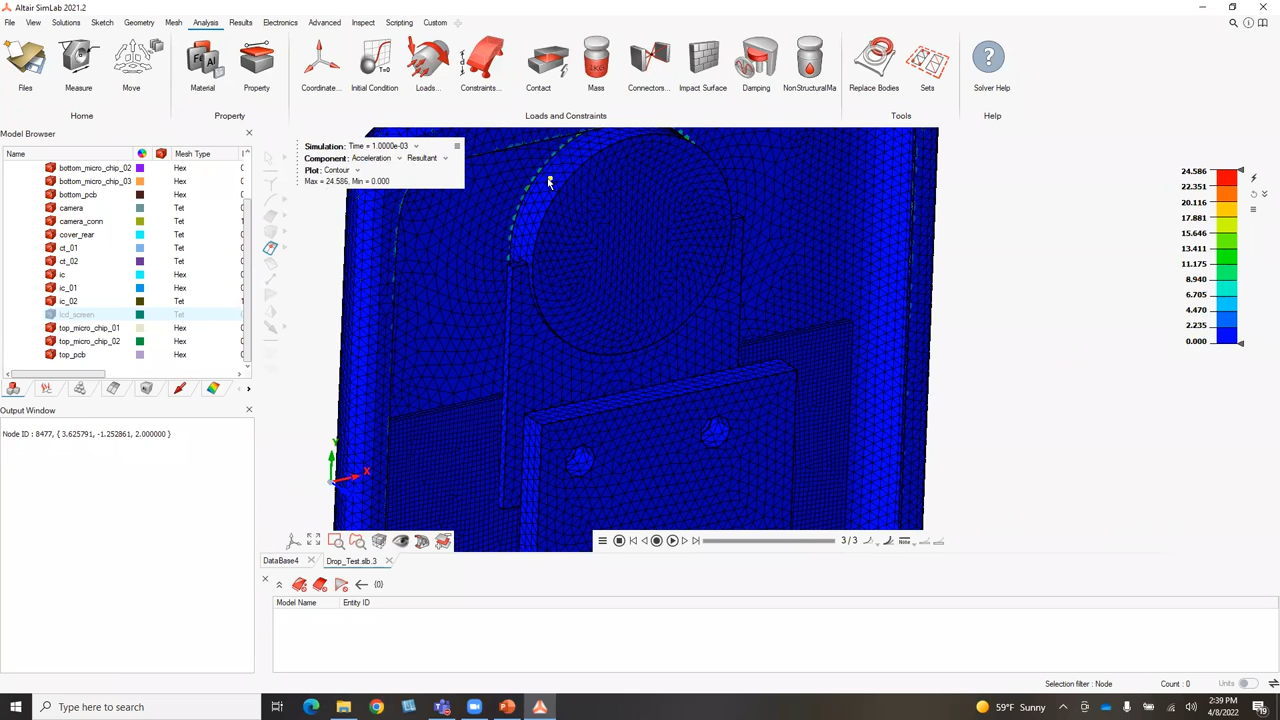 Altair SimLab 2021.2
File View Solutions Sketch Geometry Mesh Analysis Results Electronics Advanced Inspect Scripting Custom
Files Measure Move Material Property Coordinate... Initial Condition Loads... Constraints... Contact Mass Connectors... Impact Surface Damping NonStructuralMa Replace Bodies Sets Solver Help
Home Property Loads and Constraints Tools Help
Model Browser
Name Mesh Type
bottom_micro_chip_02 Hex
bottom_micro_chip_03 Hex
bottom_pcb Hex
camera Tet
camera_conn Tet
cover_rear Tet
ct_01 Tet
ct_02 Tet
ic Tet
ic_01 Tet
ic_02 Tet
lcd_screen Tet
top_micro_chip_01 Hex
top_micro_chip_02 Hex
top_pcb Hex
Output Window
Node ID : 8477, { 3.625791, -1.252861, 2.000000 }
Simulation: Time = 1.0000e-03
Component: Acceleration Resultant
Plot: Contour
Max = 24.586, Min = 0.000
24.586
22.351
20.116
17.881
15.646
13.411
11.175
8.940
6.705
4.470
2.235
0.000
Y
X
3 / 3
None
DataBase4 Drop_Test.slb.3
{0}
Model Name Entity ID
Selection filter : Node Count : 0 Units
Type here to search
59°F Sunny
2:39 PM
4/8/2022